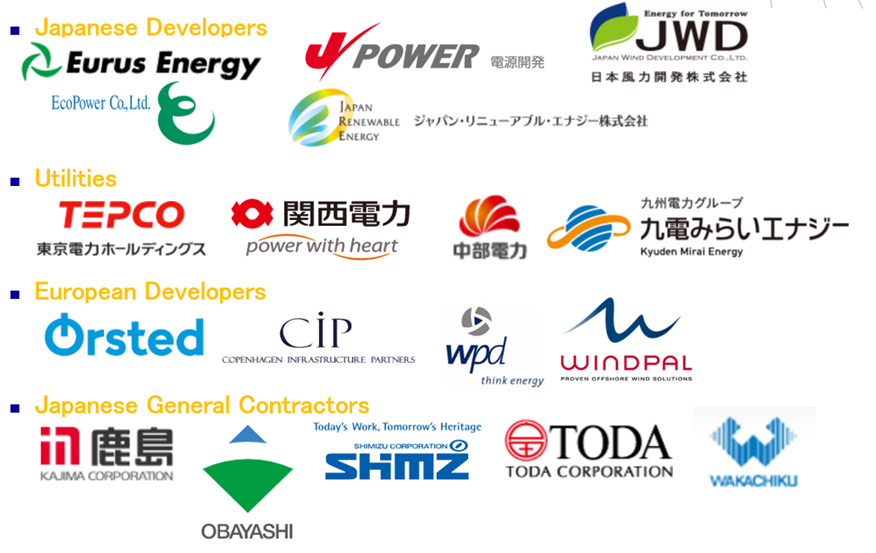 Japanese Developers
Eurus Energy
J POWER 電源開発
Energy for Tomorrow
JWD
JAPAN WIND DEVELOPMENT CO.,LTD.
日本風力開発株式会社
EcoPower Co.,Ltd.
JAPAN
RENEWABLE
ENERGY
ジャパン・リニューアブル・エナジー株式会社
Utilities
TEPCO
東京電力ホールディングス
関西電力
power with heart
中部電力
九州電力グループ
九電みらいエナジー
Kyuden Mirai Energy
European Developers
Ørsted
CIP
COPENHAGEN INFRASTRUCTURE PARTNERS
wpd
think energy
WINDPAL
PROVEN OFFSHORE WIND SOLUTIONS
Japanese General Contractors
鹿島
KAJIMA CORPORATION
OBAYASHI
Today's Work, Tomorrow's Heritage
SHIMIZU CORPORATION
SHMZ
TODA
TODA CORPORATION
WAKACHIKU